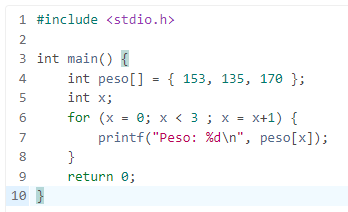 1 #include <stdio.h>
2
3 int main() {
4     int peso[] = { 153, 135, 170 };
5     int x;
6     for (x = 0; x < 3 ; x = x+1) {
7         printf("Peso: %d\n", peso[x]);
8     }
9     return 0;
10 }